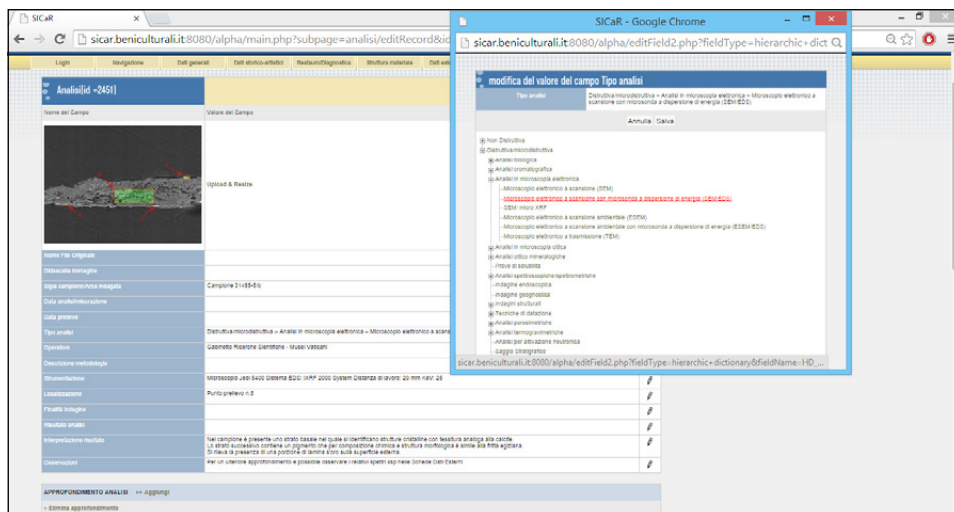 SICaR
sicar.beniculturali.it:8080/alpha/main.php?subpage=analisi/editRecord&id
Login Navigazione Dati generali Dati storico-artistici Restauro/Diagnostica Struttura materiale
Analisi[id =2451]
Nome del Campo Valore del Campo
Upload & Resize
Nome File Originale
Didascalia Immagine
Sigla campione/Area indagata Campione 31485-51b
Data analisi/misurazione
Data prelievo
Tipo analisi Distruttiva/microdistruttiva » Analisi in microscopia elettronica » Microscopio elettronico a scans
Operatore Gabinetto Ricerche Scientifiche - Musei Vaticani
Descrizione metodologia
Strumentazione Microscopio Jeol 5400 Sistema EDS: IXRF 2000 System Distanza di lavoro: 20 mm KeV: 25
Localizzazione Punto prelievo n.5
Finalità indagine
Risultato analisi
Interpretazione risultato Nel campione è presente uno strato basale nel quale si identificano strutture cristalline con tessitura analoga alla calcite.
Lo strato successivo contiene un pigmento che per composizione chimica e struttura morfologica è simile alla fritta egiziana.
Si rileva la presenza di una porzione di lamina d'oro sulla superficie esterna.
Osservazioni Per un ulteriore approfondimento è possibile osservare i relativi spettri nelle Schede Dati Esterni
APPROFONDIMENTO ANALISI >> Aggiungi
> Elimina approfondimento
SICaR - Google Chrome
sicar.beniculturali.it:8080/alpha/editField2.php?fieldType=hierarchic+dict
modifica del valore del campo Tipo analisi
Tipo analisi Distruttiva/microdistruttiva » Analisi in microscopia elettronica » Microscopio elettronico a
scansione con microsonda a dispersione di energia (SEM/EDS)
Annulla Salva
Non Distruttiva
Distruttiva/microdistruttiva
Analisi biologica
Analisi cromatografica
Analisi in microscopia elettronica
Microscopio elettronico a scansione (SEM)
Microscopio elettronico a scansione con microsonda a dispersione di energia (SEM/EDS)
SEM/ micro XRF
Microscopio elettronico a scansione ambientale (ESEM)
Microscopio elettronico a scansione ambientale con microsonda a dispersione di energia (ESEM/EDS)
Microscopio elettronico a trasmissione (TEM)
Analisi in microscopia ottica
Analisi ottico mineralogiche
Prove di solubilità
Analisi spettroscopiche/spettrometriche
Indagine endoscopica
Indagine geognostica
Indagini strutturali
Tecniche di datazione
Analisi porosimetriche
Analisi termogravimetriche
Analisi per attivazione neutronica
Saggio Stratigrafico
sicar.beniculturali.it:8080/alpha/editField2.php?fieldType=hierarchic+dictionary&fieldName=HD_...